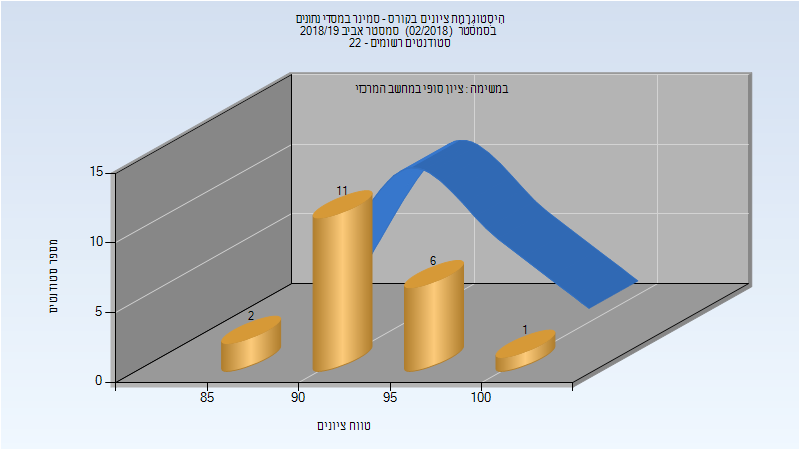 היסטוגרמת ציונים בקורס - סמינר במסדי נתונים
בסמסטר (02/2018) סמסטר אביב 2018/19
סטודנטים רשומים - 22
במשימה : ציון סופי במחשב המרכזי
15
10
5
0
מספר סטודנטים
2
11
6
1
85
90
95
100
טווח ציונים